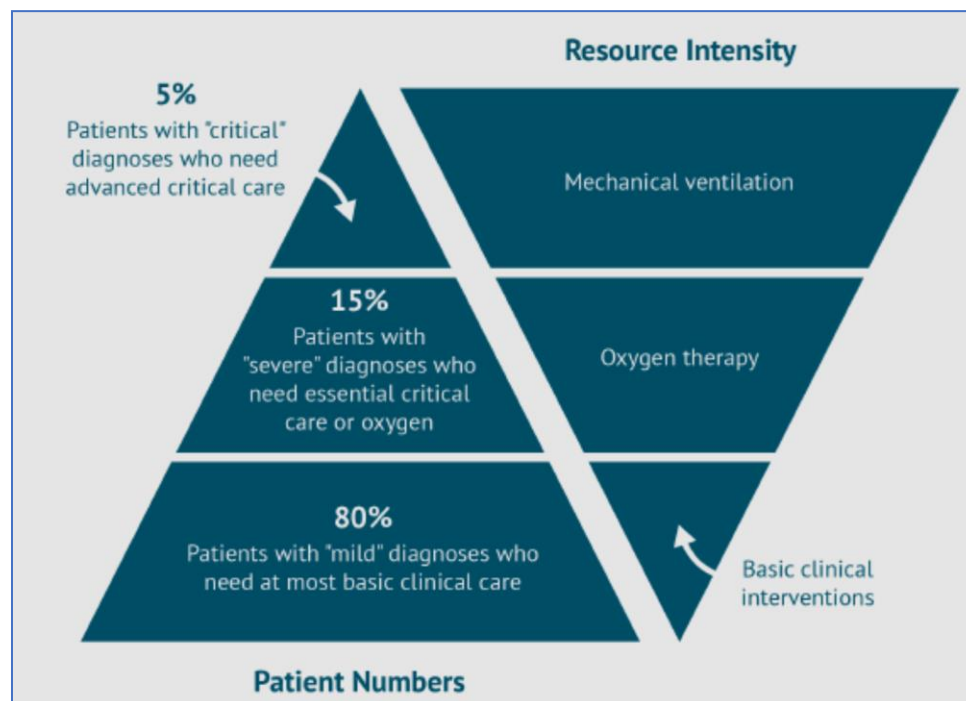 Resource Intensity
5%
Patients with "critical"
diagnoses who need
advanced critical care
Mechanical ventilation
15%
Patients with
"severe" diagnoses who
need essential critical
care or oxygen
Oxygen therapy
80%
Patients with "mild" diagnoses who
need at most basic clinical care
Basic clinical
interventions
Patient Numbers